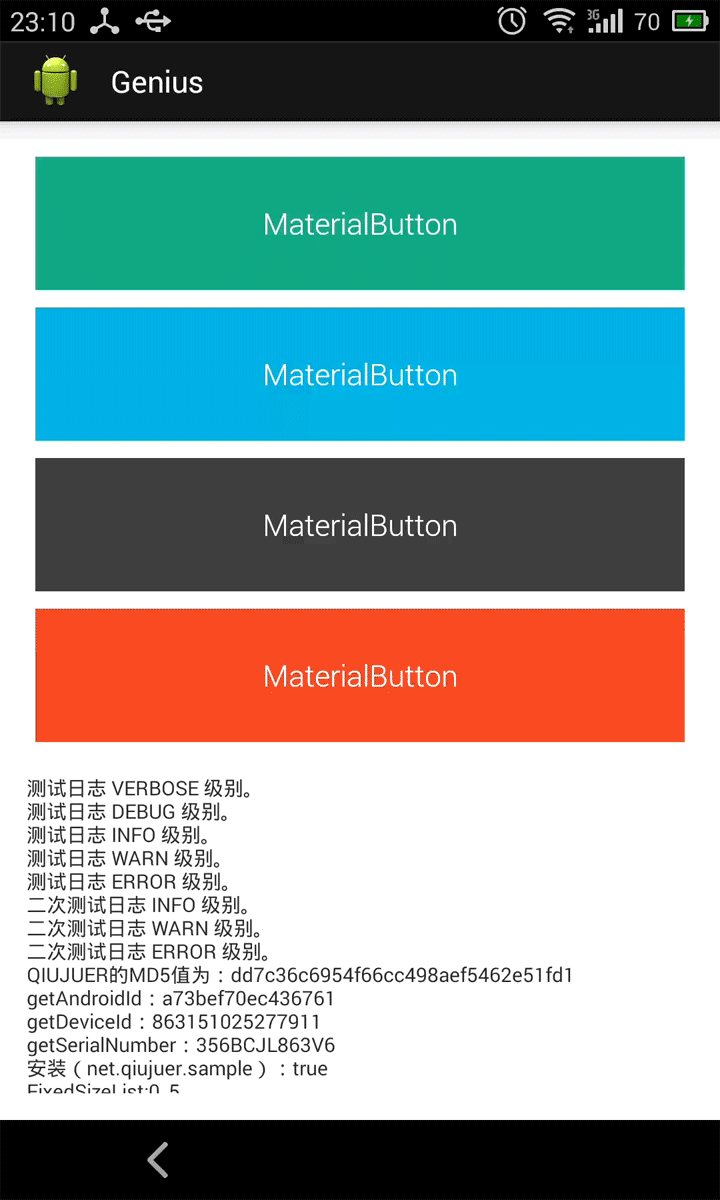 23:10
3G
70
Genius
MaterialButton
MaterialButton
MaterialButton
MaterialButton
测试日志 VERBOSE 级别。
测试日志 DEBUG 级别。
测试日志 INFO 级别。
测试日志 WARN 级别。
测试日志 ERROR 级别。
二次测试日志 INFO 级别。
二次测试日志 WARN 级别。
二次测试日志 ERROR 级别。
QIUJUER的MD5值为：dd7c36c6954f66cc498aef5462e51fd1
getAndroidId：a73bef70ec436761
getDeviceId：863151025277911
getSerialNumber：356BCJL863V6
安装（net.qiujuer.sample）：true
FixedSizeList:0 5